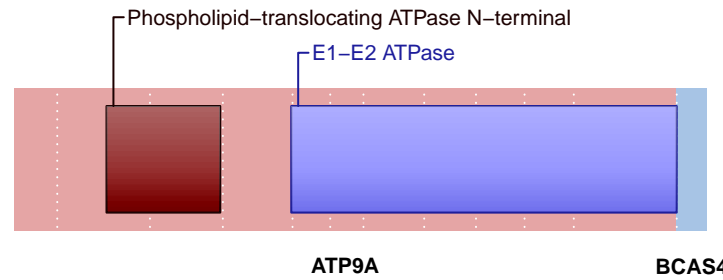 Phospholipid−translocating ATPase N−terminal
E1−E2 ATPase
ATP9A
BCAS4